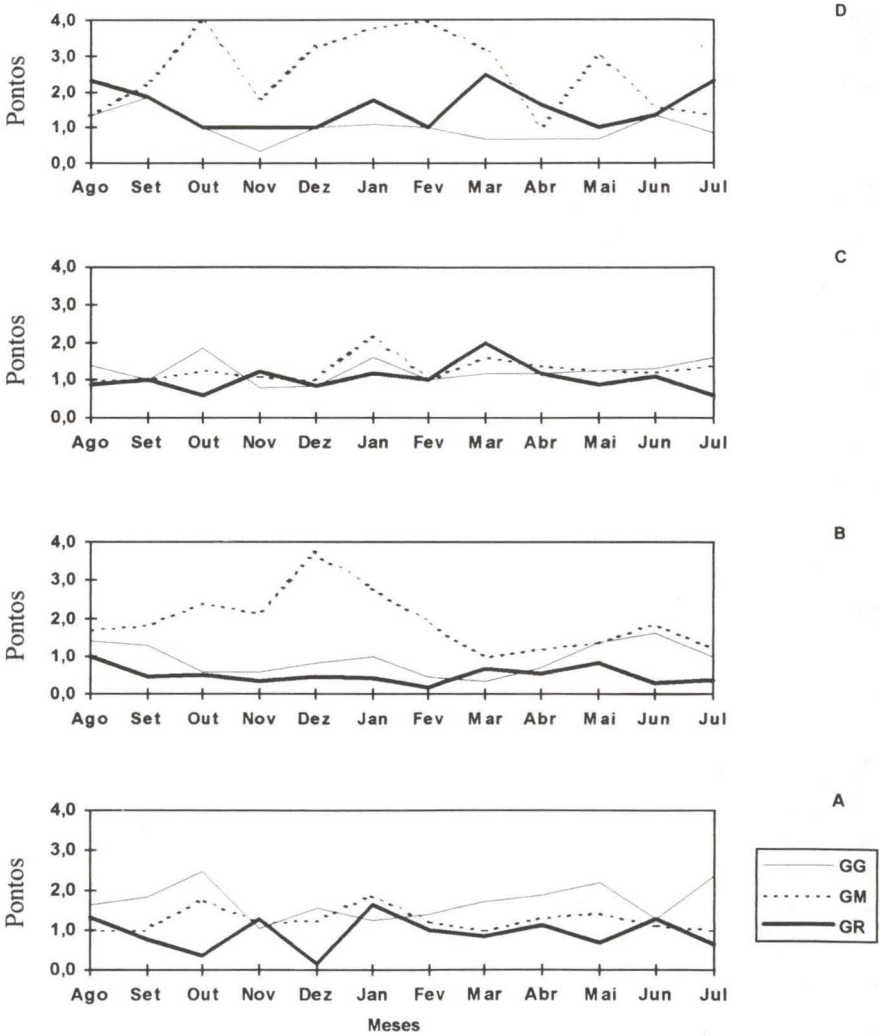 D
Pontos
4,0
3,0
2,0
1,0
0,0
Ago Set Out Nov Dez Jan Fev Mar Abr Mai Jun Jul
C
Pontos
4,0
3,0
2,0
1,0
0,0
Ago Set Out Nov Dez Jan Fev Mar Abr Mai Jun Jul
B
Pontos
4,0
3,0
2,0
1,0
0,0
Ago Set Out Nov Dez Jan Fev Mar Abr Mai Jun Jul
A
Pontos
4,0
3,0
2,0
1,0
0,0
Ago Set Out Nov Dez Jan Fev Mar Abr Mai Jun Jul
Meses
GG
GM
GR